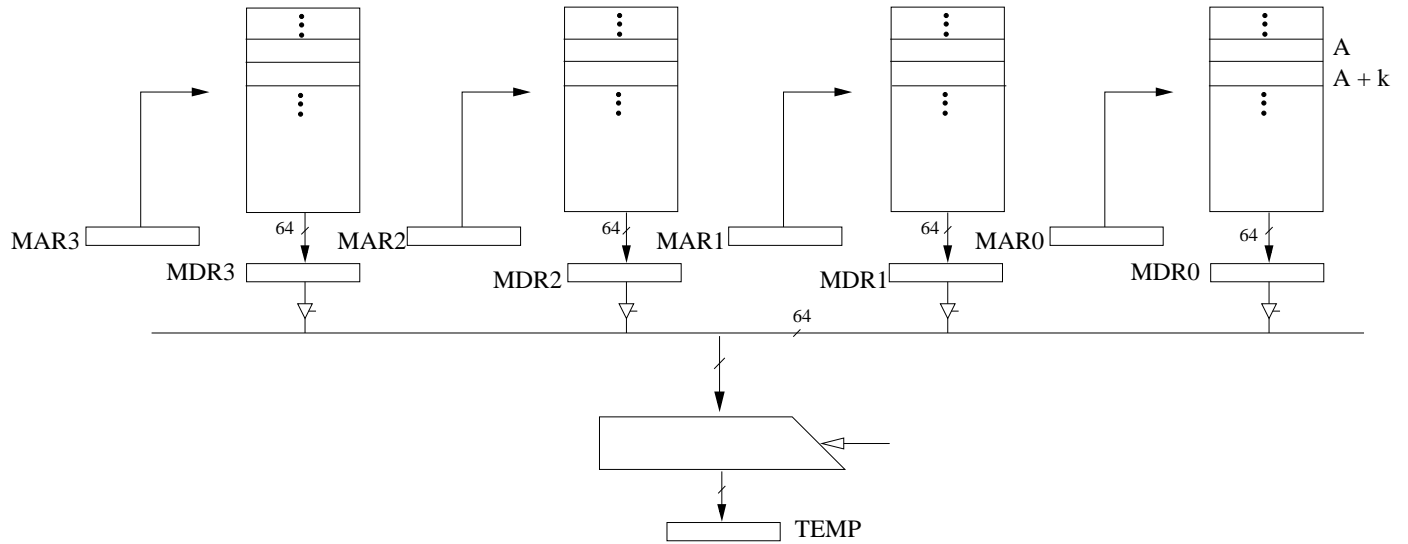 A
A + k
64
64
64
64
MAR3
MAR2
MAR1
MAR0
MDR3
MDR2
MDR1
MDR0
64
TEMP